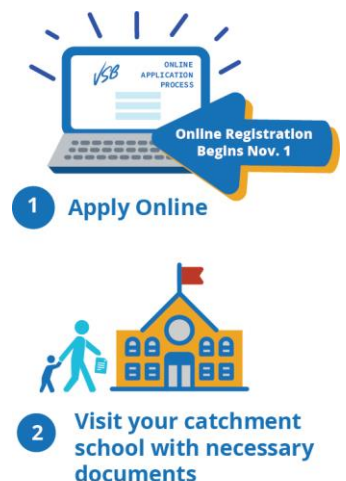 VSB
ONLINE
APPLICATION
PROCESS
Online Registration
Begins Nov. 1
1
Apply Online
2
Visit your catchment
school with necessary
documents